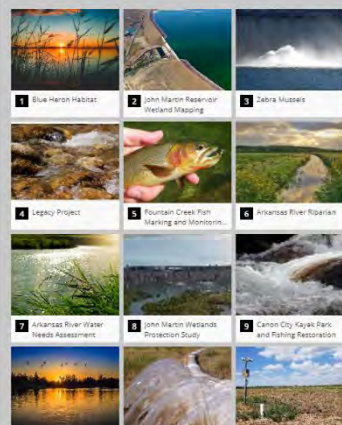 1 Blue Heron Habitat
2 John Martin Reservoir
Wetland Mapping
3 Zebra Mussels
4 Legacy Project
5 Fountain Creek Fish
Marking and Monitorin...
6 Arkansas River Riparian
7 Arkansas River Water
Needs Assessment
8 John Martin Wetlands
Protection Study
9 Canon City Kayak Park
and Fishing Restoration